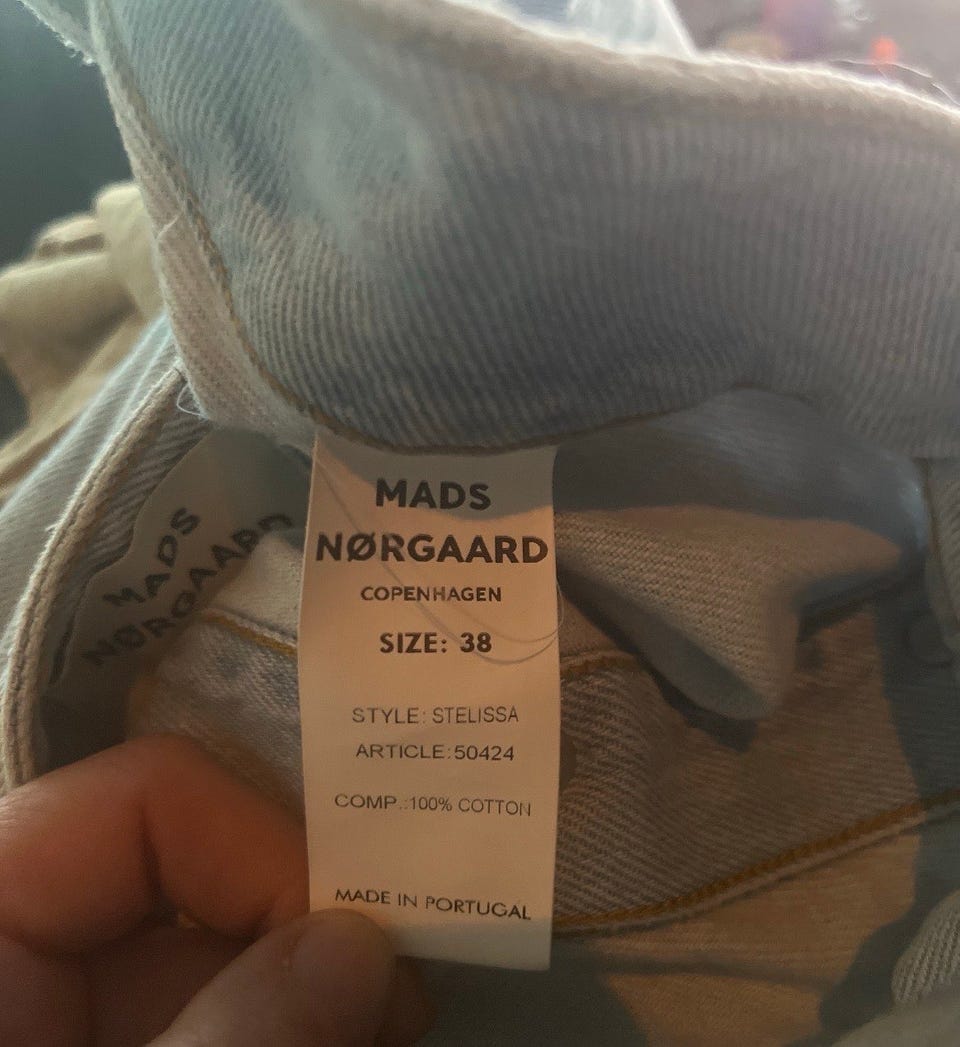 MADS
NØRGAARD
COPENHAGEN
SIZE: 38
STYLE: STELISSA
ARTICLE:50424
COMP.:100% COTTON
MADE IN PORTUGAL
MADS
NØRGAARD